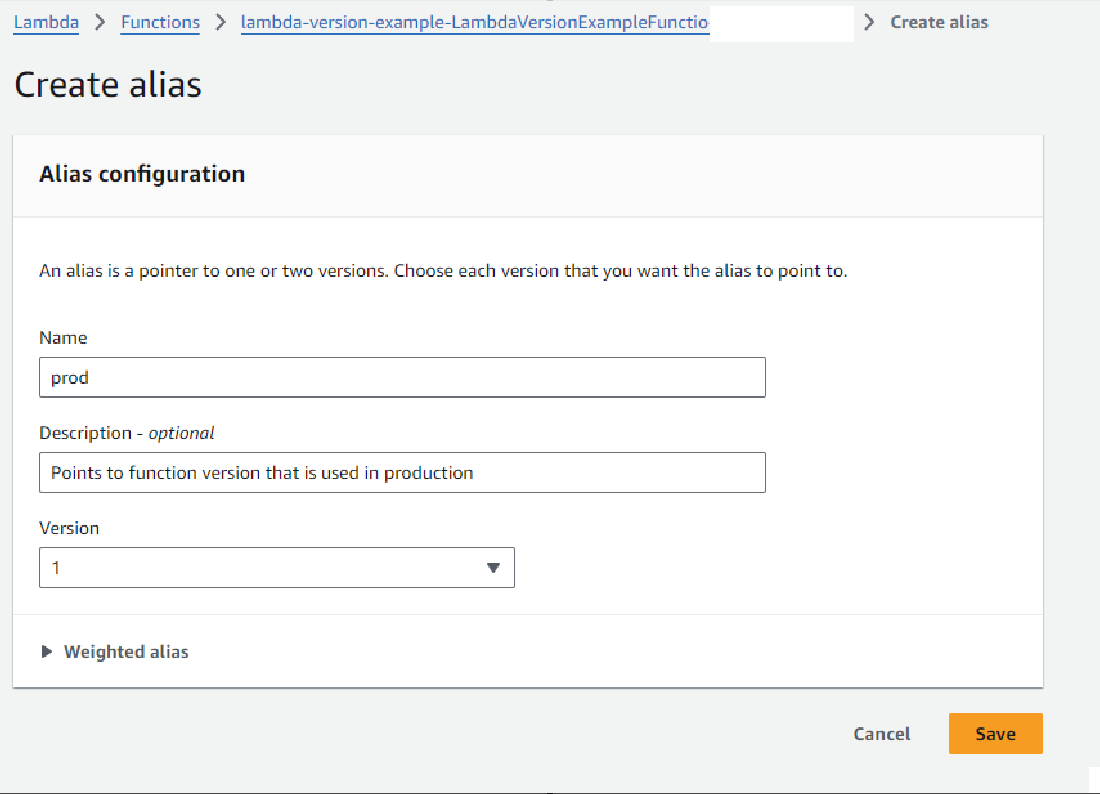 Lambda > Functions > lambda-version-example-LambdaVersionExampleFunctio > Create alias
Create alias
Alias configuration
An alias is a pointer to one or two versions. Choose each version that you want the alias to point to.
Name
prod
Description - optional
Points to function version that is used in production
Version
1
Weighted alias
Cancel Save